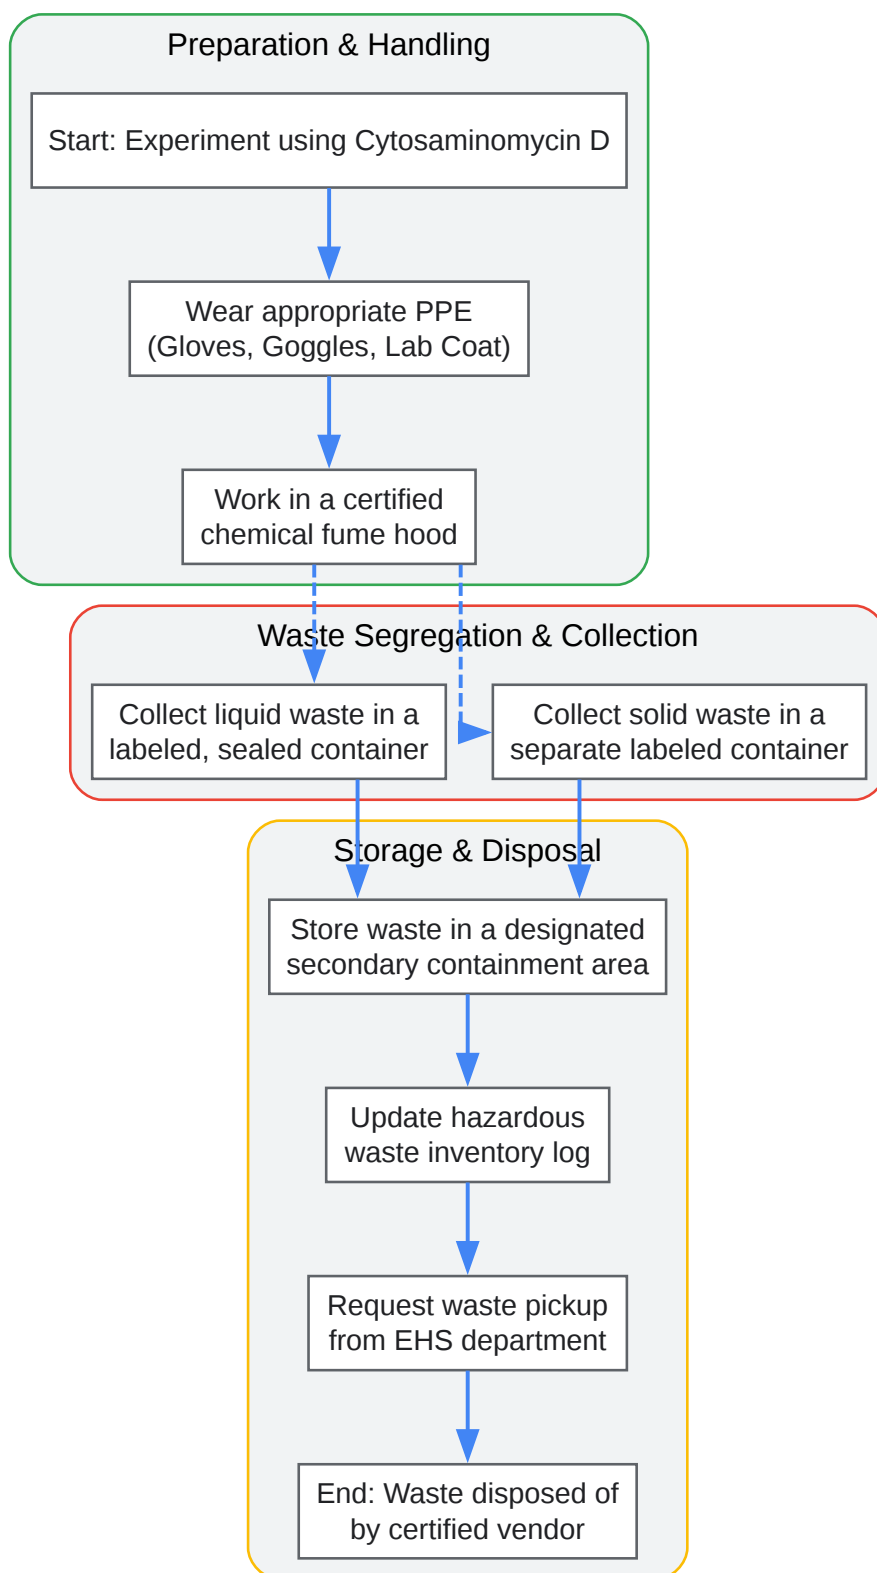 Preparation & Handling
Start: Experiment using Cytosaminomycin D
Wear appropriate PPE
(Gloves, Goggles, Lab Coat)
Work in a certified
chemical fume hood
Waste Segregation & Collection
Collect liquid waste in a
labeled, sealed container
Collect solid waste in a
separate labeled container
Storage & Disposal
Store waste in a designated
secondary containment area
Update hazardous
waste inventory log
Request waste pickup
from EHS department
End: Waste disposed of
by certified vendor